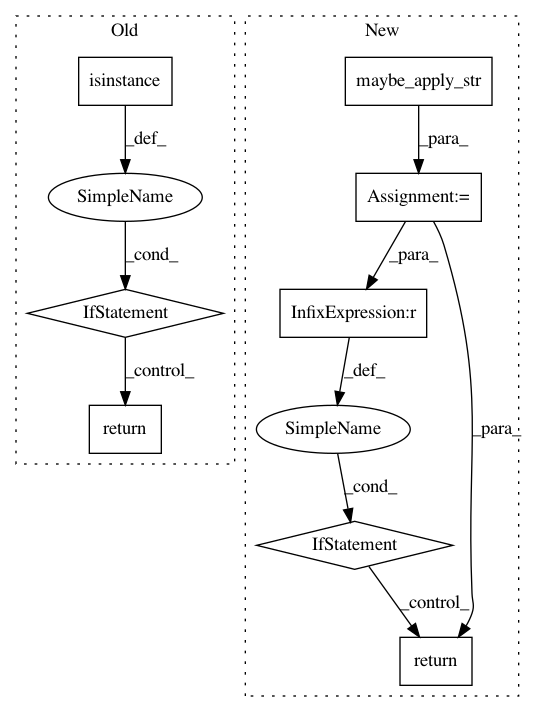 Old
New
isinstance
maybe_apply_str
_def_
_para_
SimpleName
Assignment:=
_cond_
_para_
IfStatement
InfixExpression:r
_control_
_def_
return
SimpleName
_para_
_cond_
IfStatement
_control_
return